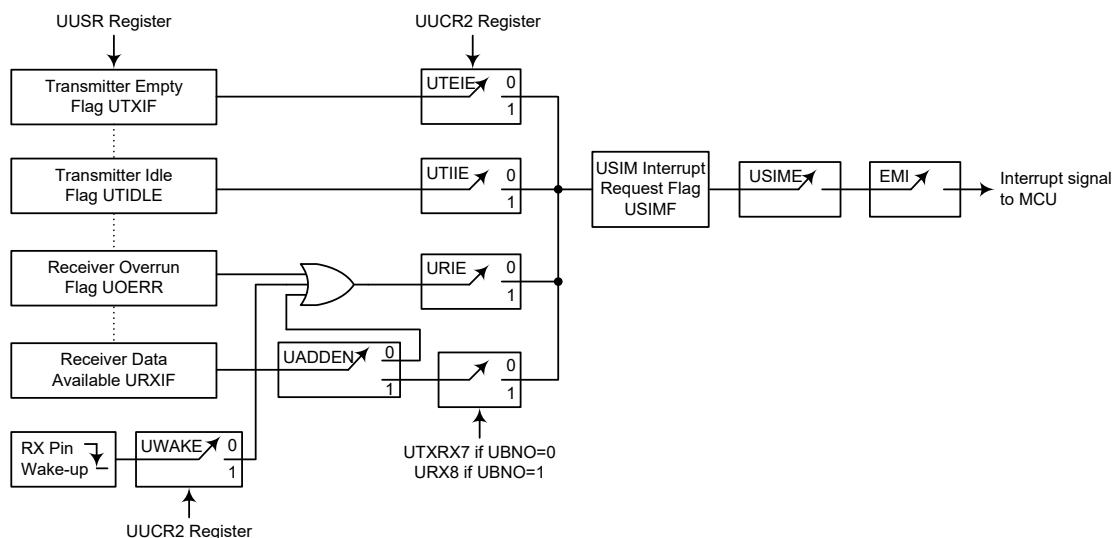 UUSR Register
UUCR2 Register
Transmitter Empty
Flag UTXIF
UTEIE
0
1
Transmitter Idle
Flag UTIDLE
UTIIE
0
1
USIM Interrupt
Request Flag
USIMF
USIME
EMI
Interrupt signal
to MCU
Receiver Overrun
Flag UOERR
URIE
0
1
Receiver Data
Available URXIF
UADDEN
0
1
0
1
RX Pin
Wake-up
UWAKE
0
1
UTXRX7 if UBNO=0
URX8 if UBNO=1
UUCR2 Register